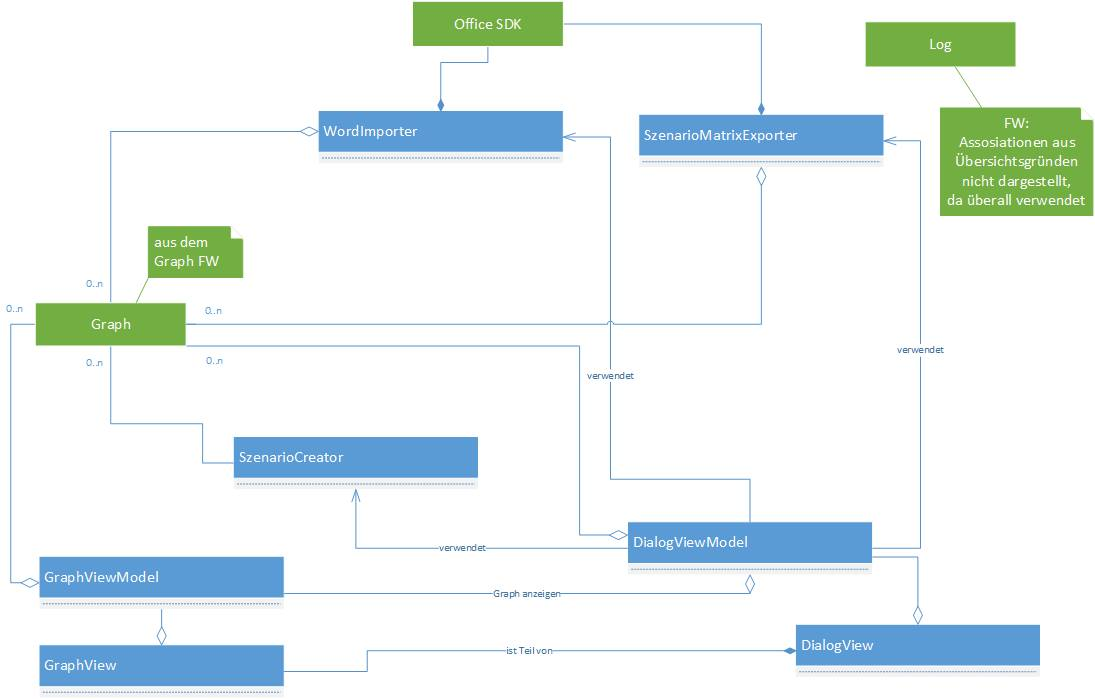 Office SDK
Log
WordImporter
SzenarioMatrixExporter
FW:
Assosiationen aus
Übersichtsgründen
nicht dargestellt,
da überall verwendet
aus dem
Graph FW
0..n
0..n
0..n
Graph
0..n
0..n
verwendet
verwendet
SzenarioCreator
DialogViewModel
verwendet
GraphViewModel
Graph anzeigen
DialogView
ist Teil von
GraphView